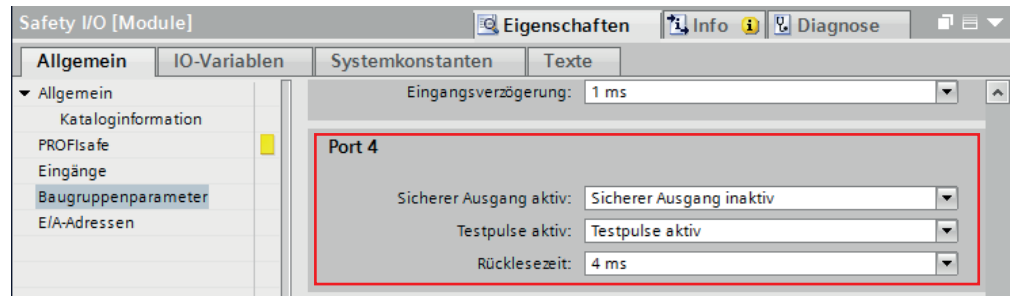 Safety I/O [Module]
Eigenschaften
Info
Diagnose
Allgemein
IO-Variablen
Systemkonstanten
Texte
Allgemein
Kataloginformation
PROFIsafe
Eingänge
Baugruppenparameter
E/A-Adressen
Eingangsverzögerung: 1 ms
Port 4
Sicherer Ausgang aktiv: Sicherer Ausgang inaktiv
Testpulse aktiv: Testpulse aktiv
Rücklesezeit: 4 ms